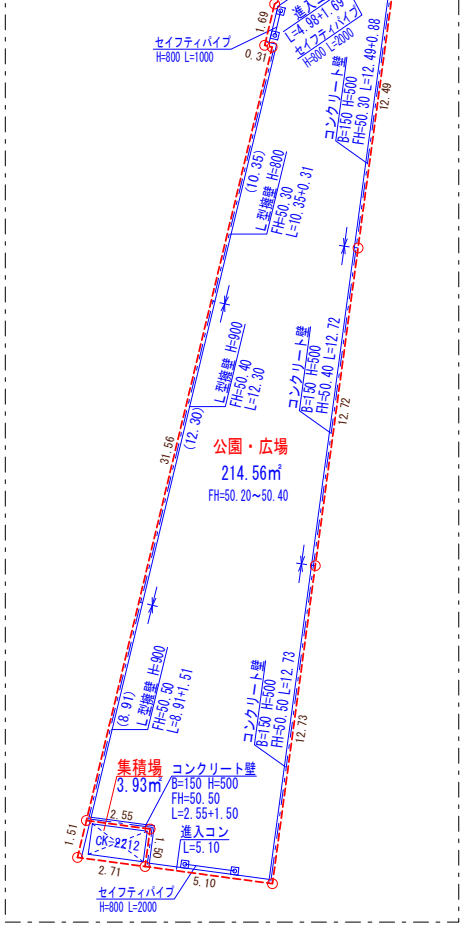 1.69
進入
L=4.98+1.69
セイフティパイプ
H=800 L=2000
セイフティパイプ
H=800 L=1000
0.31
コンクリート壁
B=150 H=500
FH=50.30 L=12.49+0.88
12.49
(10.35)
L型擁壁 H=800
FH=50.30
L=10.35+0.31
L型擁壁 H=900
FH=50.40
L=12.30
(12.30)
31.56
コンクリート壁
B=150 H=500
FH=50.40 L=12.72
12.72
公園・広場
214.56㎡
FH=50.20～50.40
(8.91)
L型擁壁 H=900
FH=50.50
L=8.91+1.51
コンクリート壁
B=150 H=500
FH=50.50 L=12.73
12.73
集積場
3.93㎡
コンクリート壁
B=150 H=500
FH=50.50
L=2.55+1.50
2.55
1.51
CK-2212
1.50
進入コン
L=5.10
2.71
5.10
セイフティパイプ
H=800 L=2000